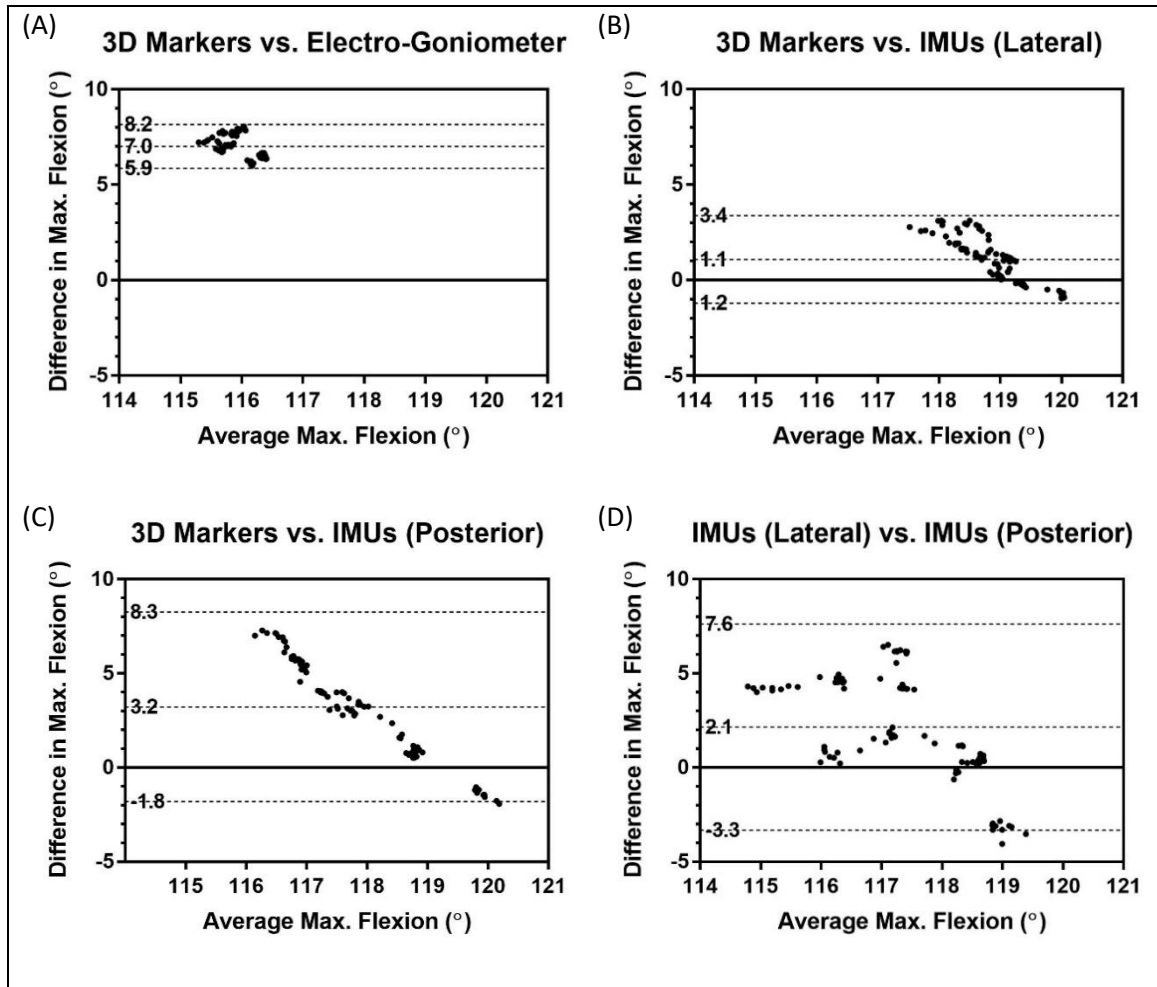 (A)
3D Markers vs. Electro-Goniometer
Difference in Max. Flexion (°)
10
5
0
-5
8.2
7.0
5.9
114 115 116 117 118 119 120 121
Average Max. Flexion (°)
(B)
3D Markers vs. IMUs (Lateral)
Difference in Max. Flexion (°)
10
5
0
-5
3.4
1.1
1.2
114 115 116 117 118 119 120 121
Average Max. Flexion (°)
(C)
3D Markers vs. IMUs (Posterior)
Difference in Max. Flexion (°)
10
5
0
-5
8.3
3.2
-1.8
115 116 117 118 119 120 121
Average Max. Flexion (°)
(D)
IMUs (Lateral) vs. IMUs (Posterior)
Difference in Max. Flexion (°)
10
5
0
-5
7.6
2.1
-3.3
114 115 116 117 118 119 120 121
Average Max. Flexion (°)